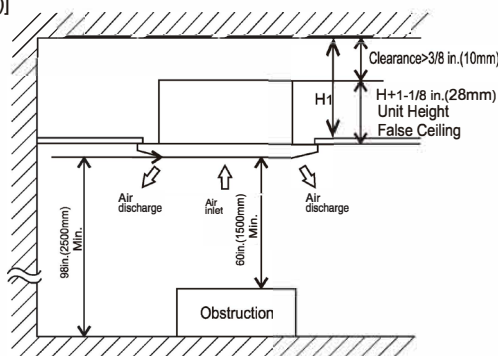 )]
Clearance>3/8 in.(10mm)
H1
H+1-1/8 in.(28mm)
Unit Height
False Ceiling
Air
discharge
Air
inlet
Air
discharge
98in.(2500mm)
Min.
60in.(1500mm)
Min.
Obstruction